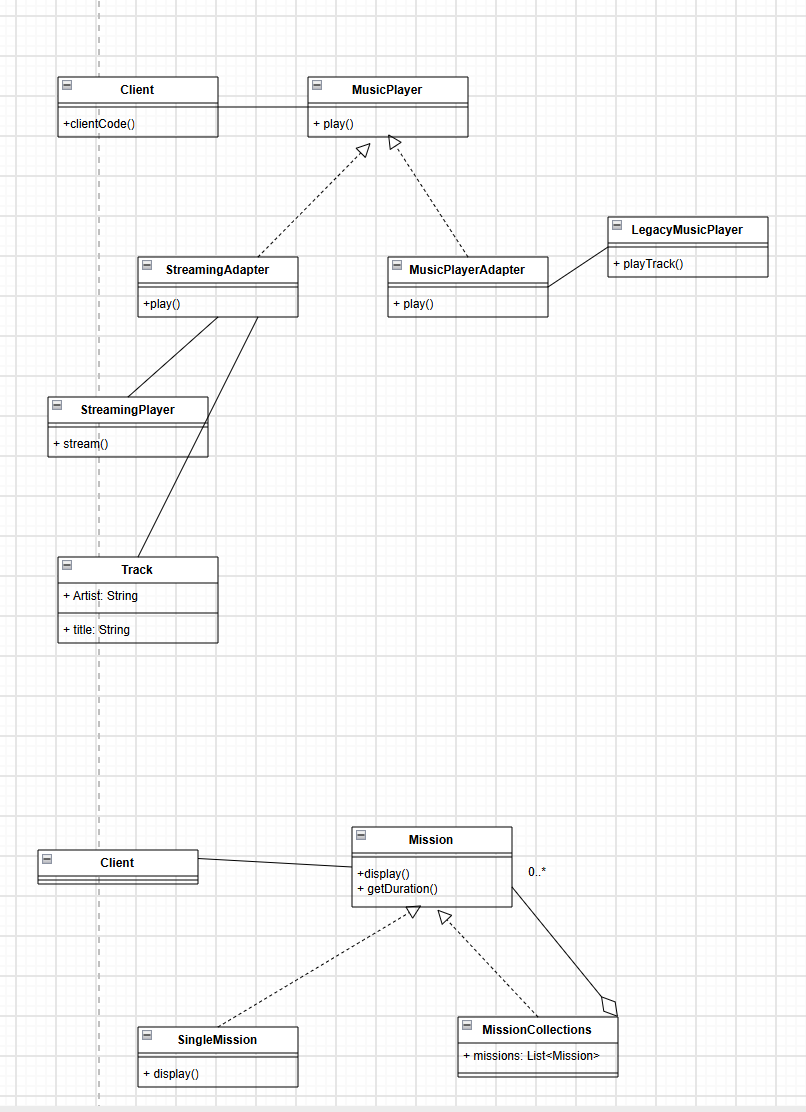 Client
+clientCode()
MusicPlayer
+ play()
LegacyMusicPlayer
+ playTrack()
StreamingAdapter
+play()
MusicPlayerAdapter
+ play()
StreamingPlayer
+ stream()
Track
+ Artist: String
+ title: String
Client
Mission
+display()
+ getDuration()
0..*
SingleMission
+ display()
MissionCollections
+ missions: List<Mission>